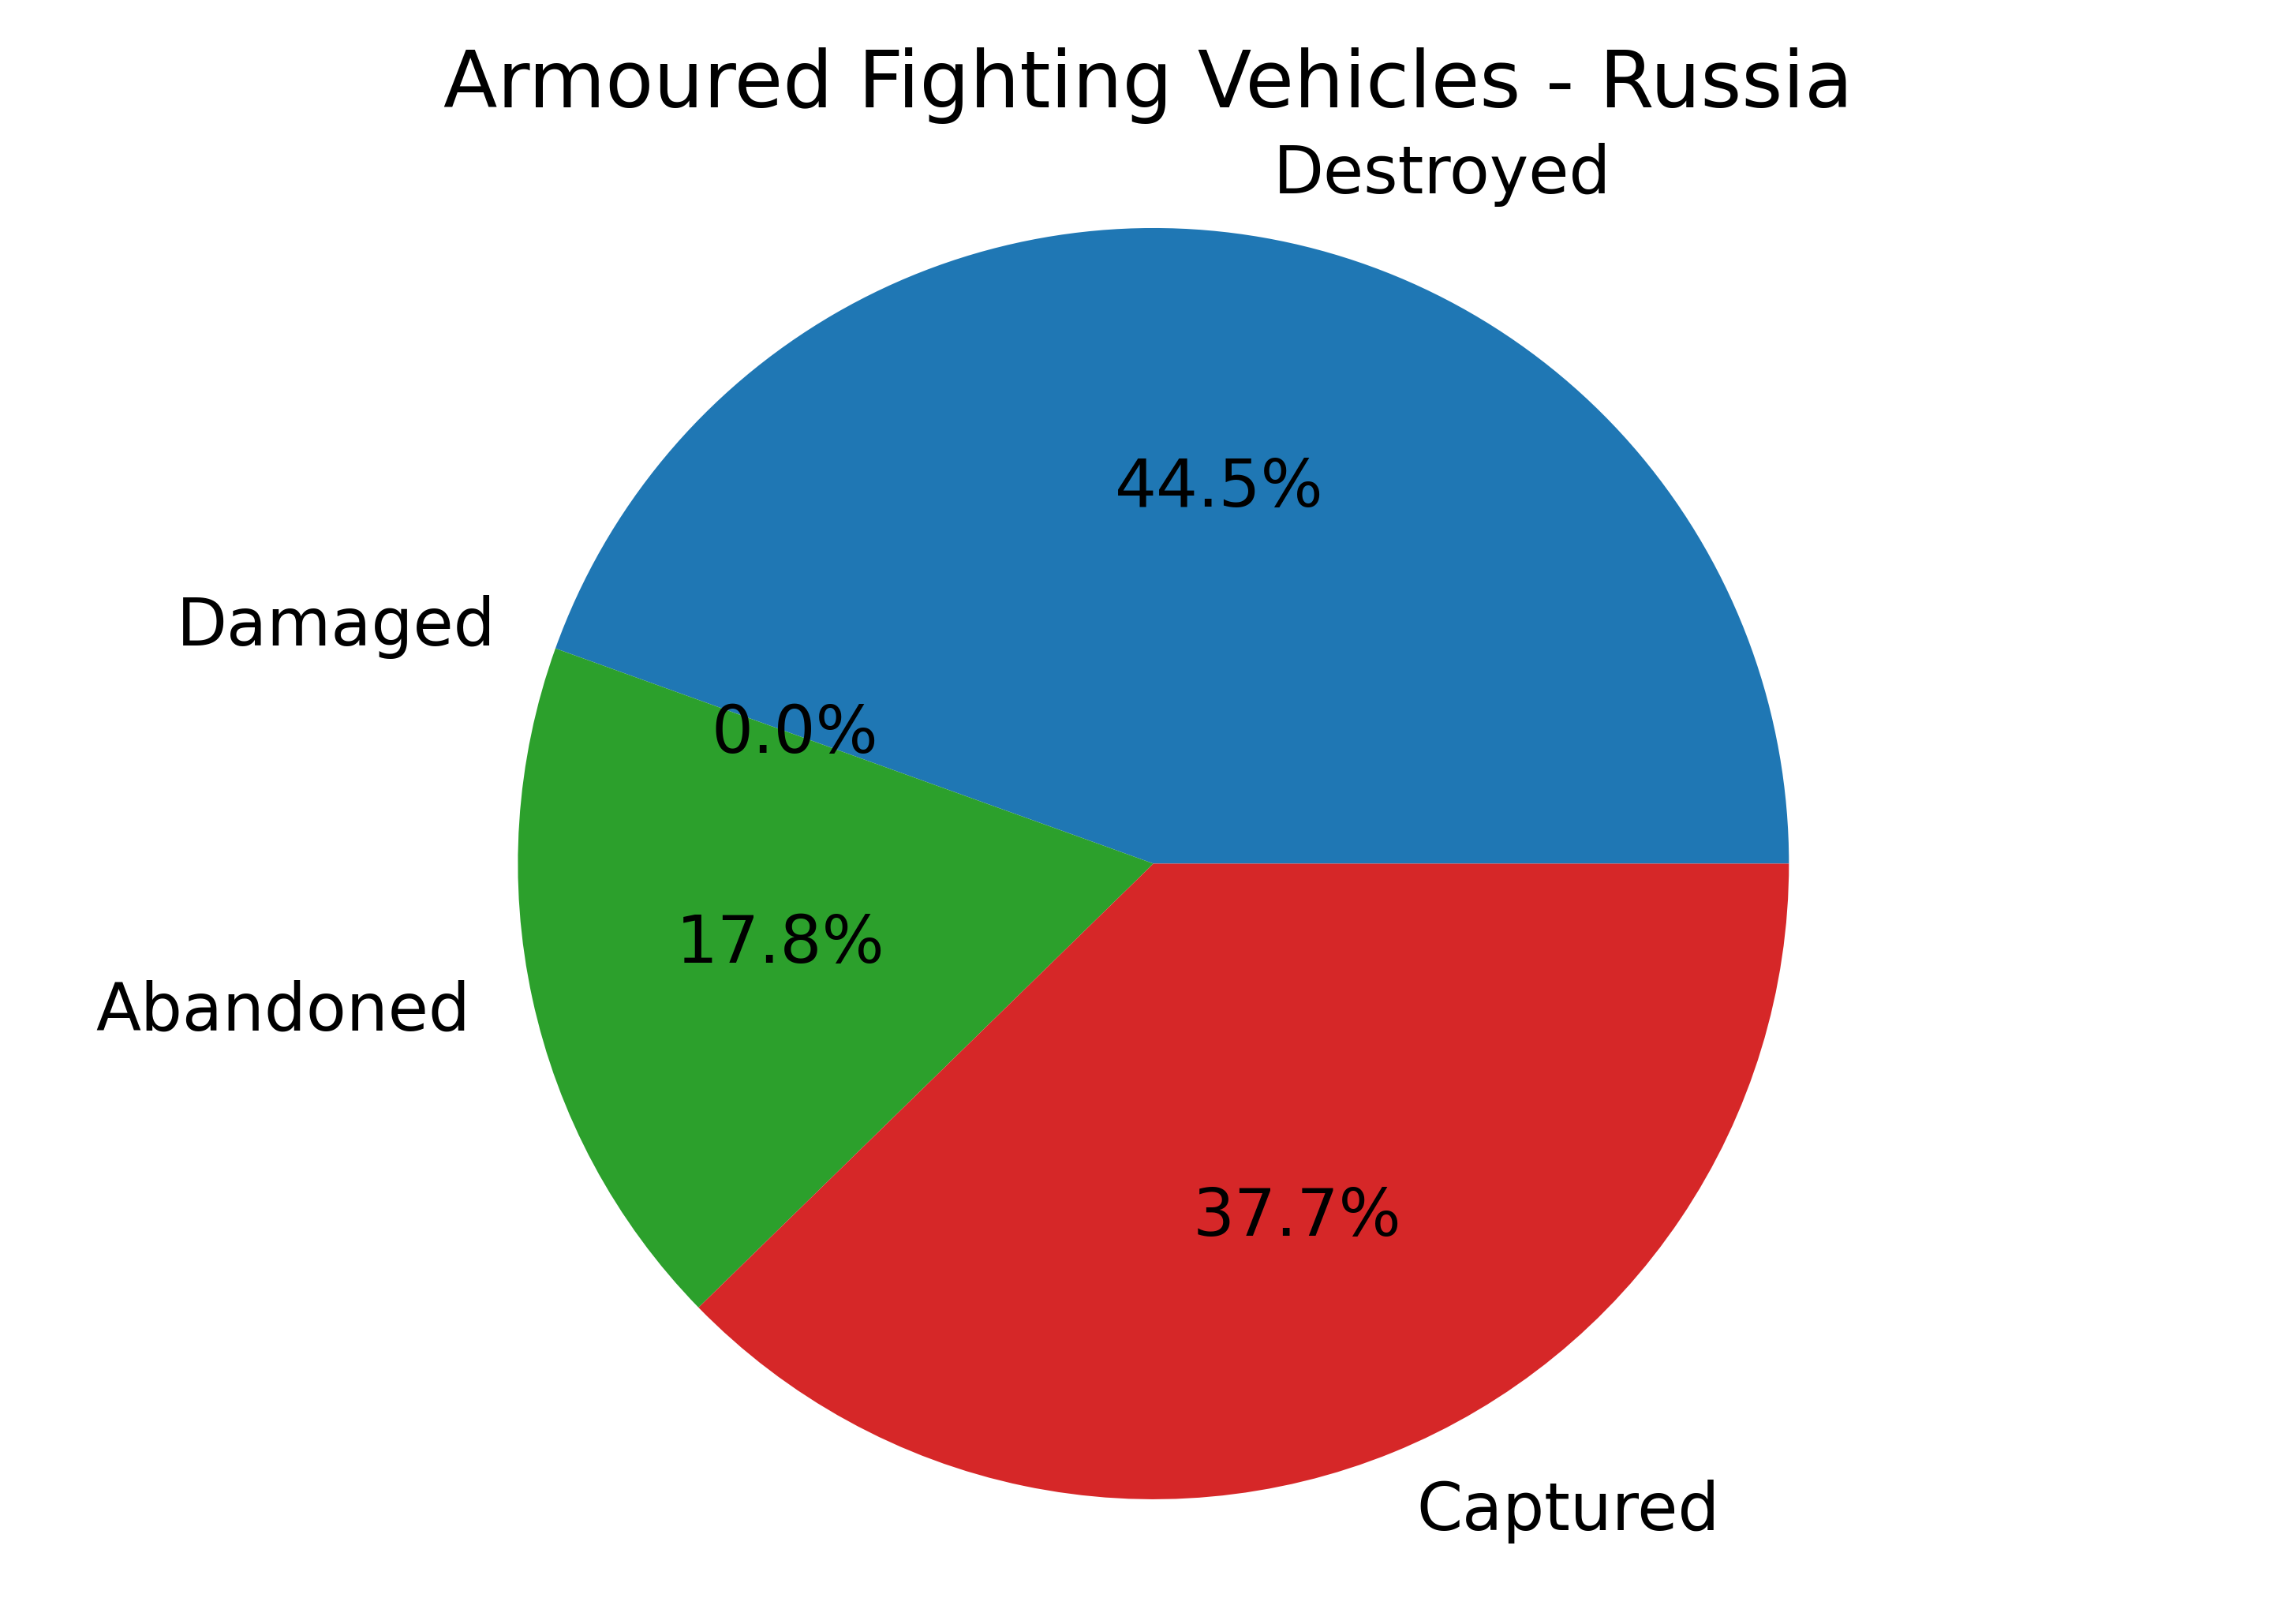 Armoured Fighting Vehicles - Russia
Destroyed
44.5%
Damaged
0.0%
17.8%
Abandoned
37.7%
Captured